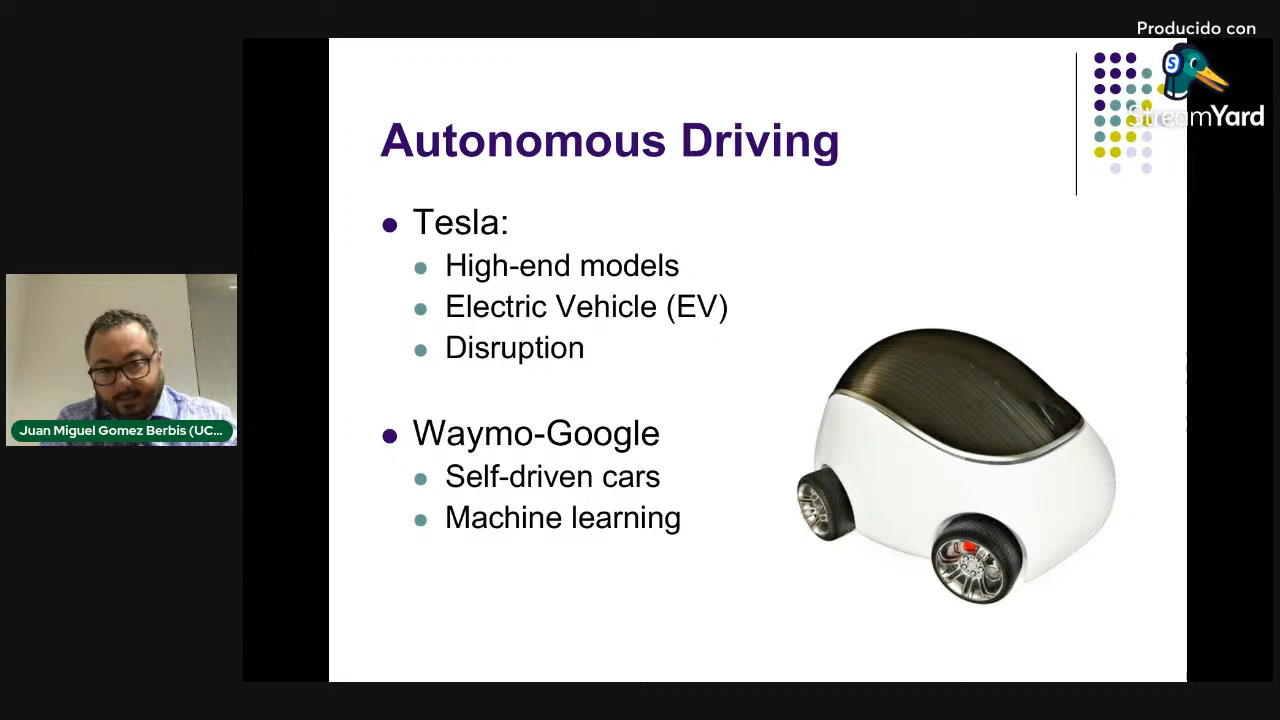 Producido con
StreamYard
Autonomous Driving
Tesla:
High-end models
Electric Vehicle (EV)
Disruption
Waymo-Google
Self-driven cars
Machine learning
S
Juan Miguel Gomez Berbis (UC...